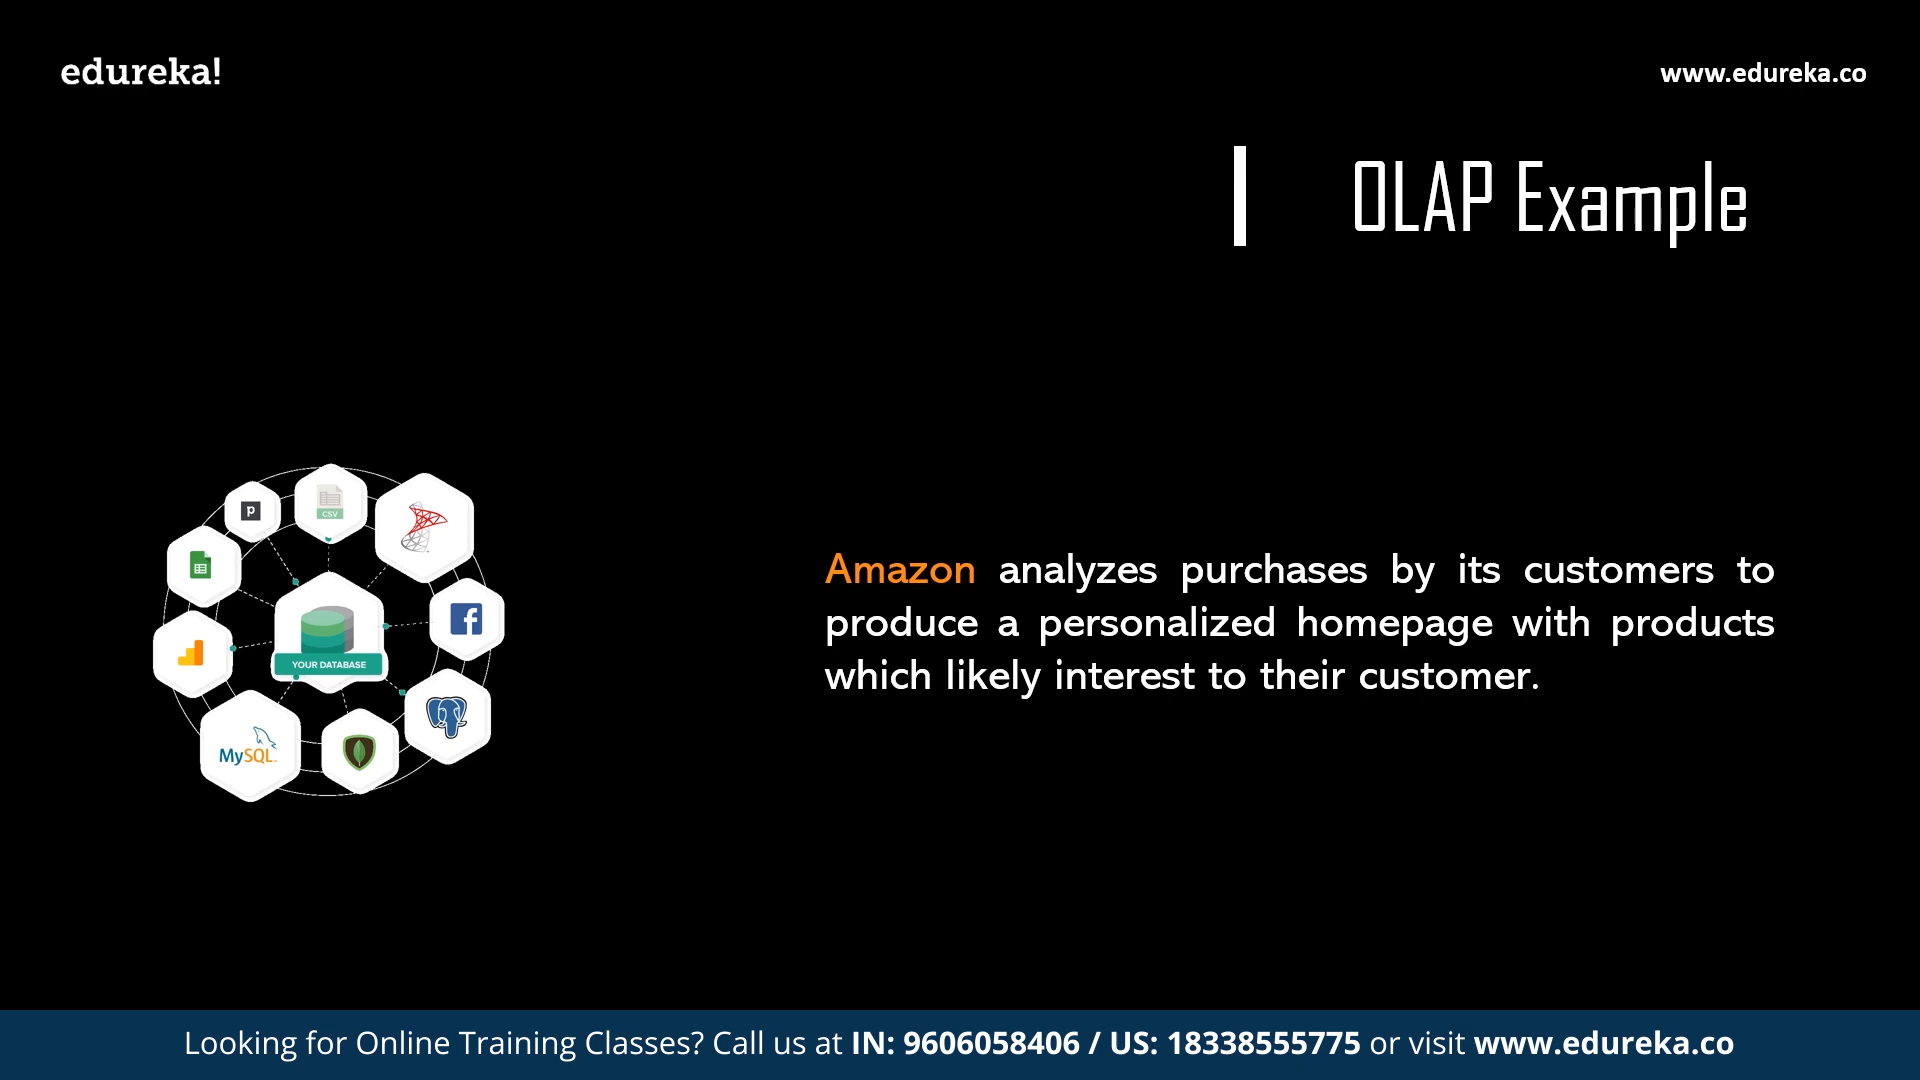 edureka!
www.edureka.co
OLAP Example
p
CSV
YOUR DATABASE
MySQL
Amazon analyzes purchases by its customers to
produce a personalized homepage with products
which likely interest to their customer.
Looking for Online Training Classes? Call us at IN: 9606058406 / US: 18338555775 or visit www.edureka.co